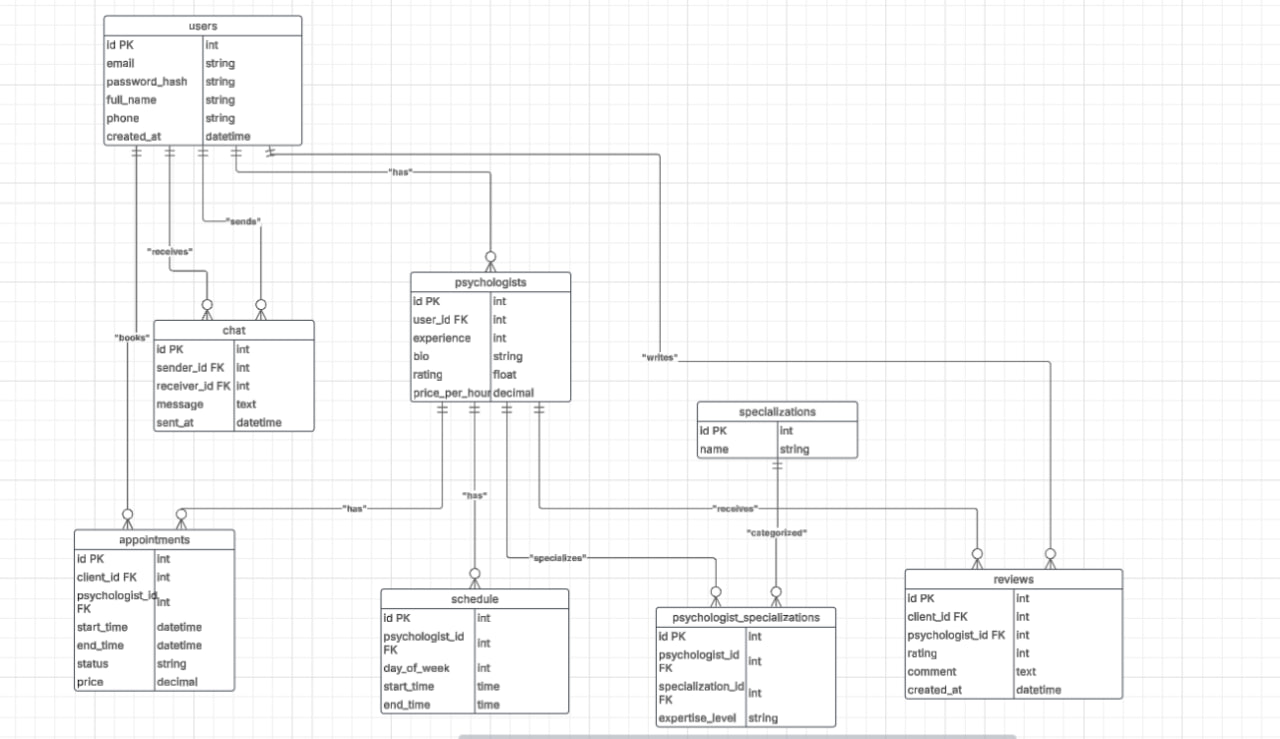 users
id PK int
email string
password_hash string
full_name string
phone string
created_at datetime
"has"
"sends"
"receives"
psychologists
id PK int
user_id FK int
experience int
bio string
rating float
price_per_hour decimal
chat
id PK int
sender_id FK int
receiver_id FK int
message text
sent_at datetime
"books"
"writes"
specializations
id PK int
name string
"has"
"has"
"receives"
"categorized"
"specializes"
appointments
id PK int
client_id FK int
psychologist_id
FK int
start_time datetime
end_time datetime
status string
price decimal
schedule
id PK int
psychologist_id
FK int
day_of_week int
start_time time
end_time time
psychologist_specializations
id PK int
psychologist_id
FK int
specialization_id
FK int
expertise_level string
reviews
id PK int
client_id FK int
psychologist_id FK int
rating int
comment text
created_at datetime